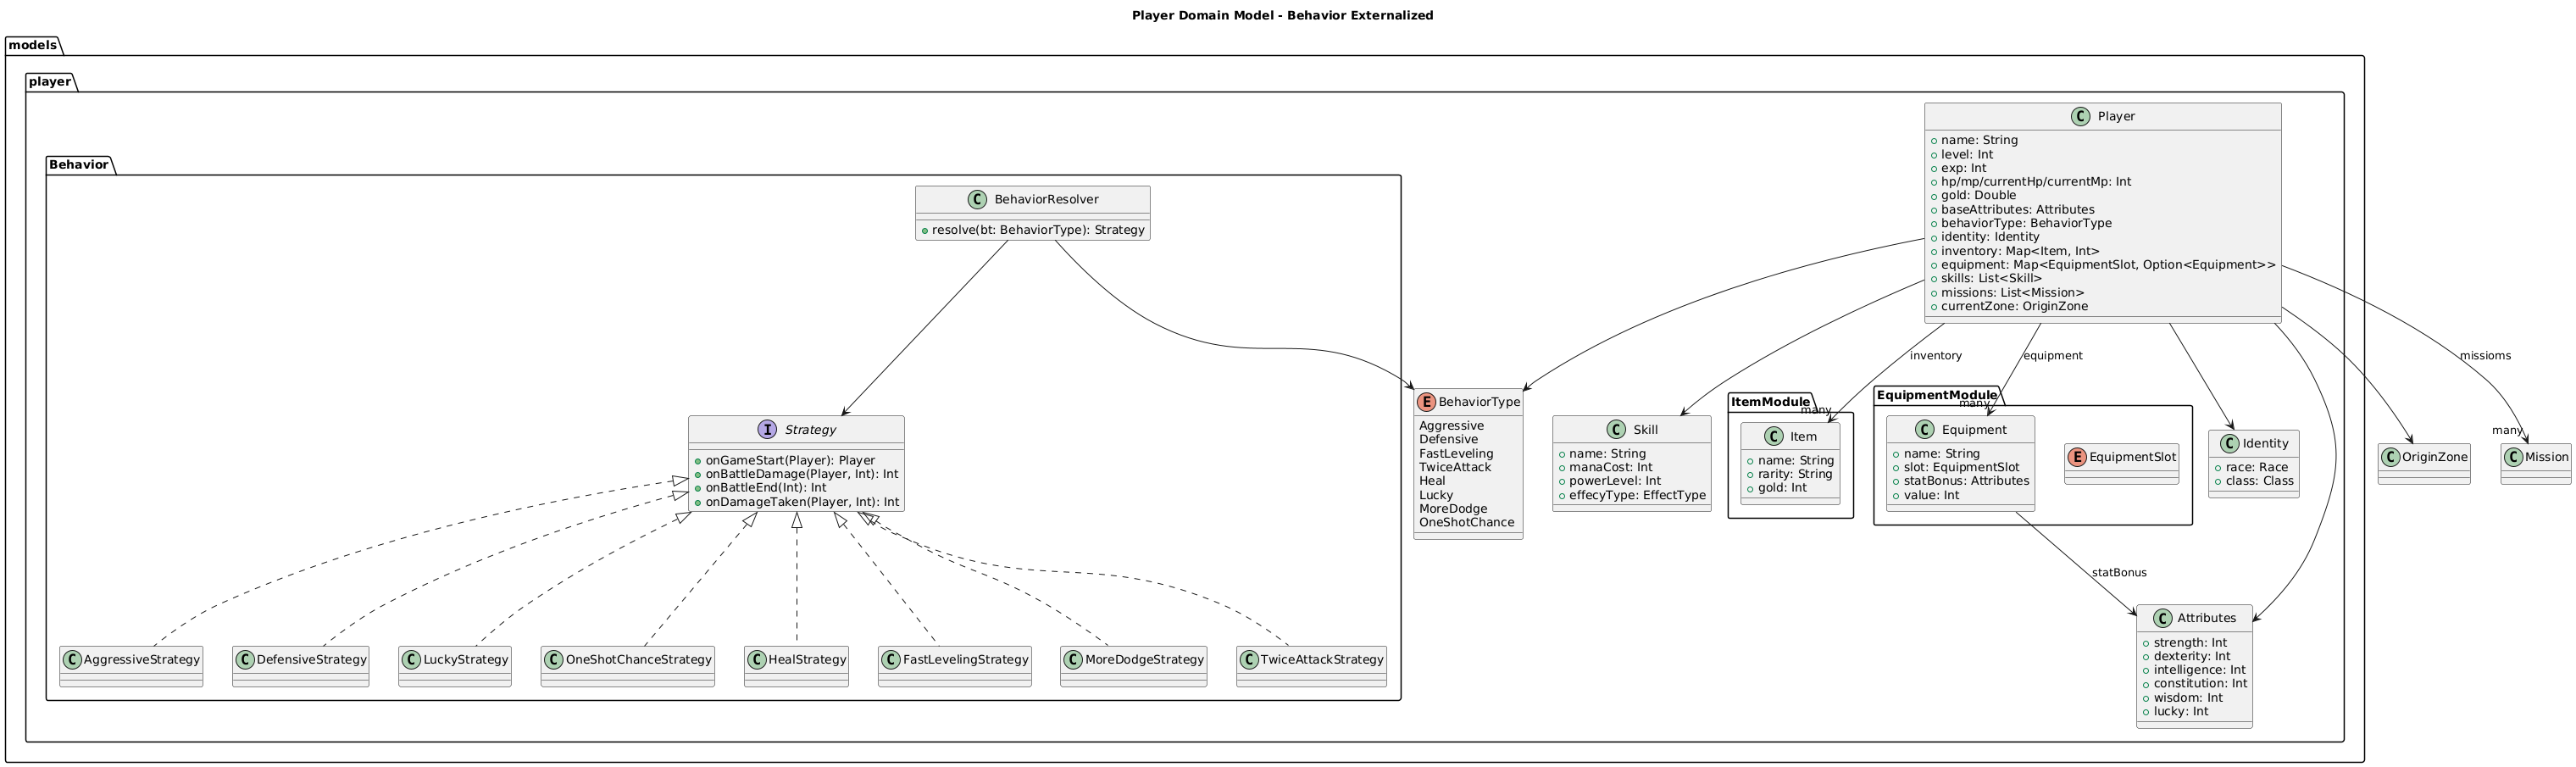 Player Domain Model - Behavior Externalized
models
player
Behavior
C BehaviorResolver
resolve(bt: BehaviorType): Strategy
C Player
name: String
level: Int
exp: Int
hp/mp/currentHp/currentMp: Int
gold: Double
baseAttributes: Attributes
behaviorType: BehaviorType
identity: Identity
inventory: Map<Item, Int>
equipment: Map<EquipmentSlot, Option<Equipment>>
skills: List<Skill>
missions: List<Mission>
currentZone: OriginZone
inventory
equipment
missioms
many
many
many
I Strategy
onGameStart(Player): Player
onBattleDamage(Player, Int): Int
onBattleEnd(Int): Int
onDamageTaken(Player, Int): Int
E BehaviorType
Aggressive
Defensive
FastLeveling
TwiceAttack
Heal
Lucky
MoreDodge
OneShotChance
C Skill
name: String
manaCost: Int
powerLevel: Int
effecyType: EffectType
ItemModule
C Item
name: String
rarity: String
gold: Int
EquipmentModule
C Equipment
name: String
slot: EquipmentSlot
statBonus: Attributes
value: Int
E EquipmentSlot
C Identity
race: Race
class: Class
C OriginZone
C Mission
statBonus
C AggressiveStrategy
C DefensiveStrategy
C LuckyStrategy
C OneShotChanceStrategy
C HealStrategy
C FastLevelingStrategy
C MoreDodgeStrategy
C TwiceAttackStrategy
C Attributes
strength: Int
dexterity: Int
intelligence: Int
constitution: Int
wisdom: Int
lucky: Int